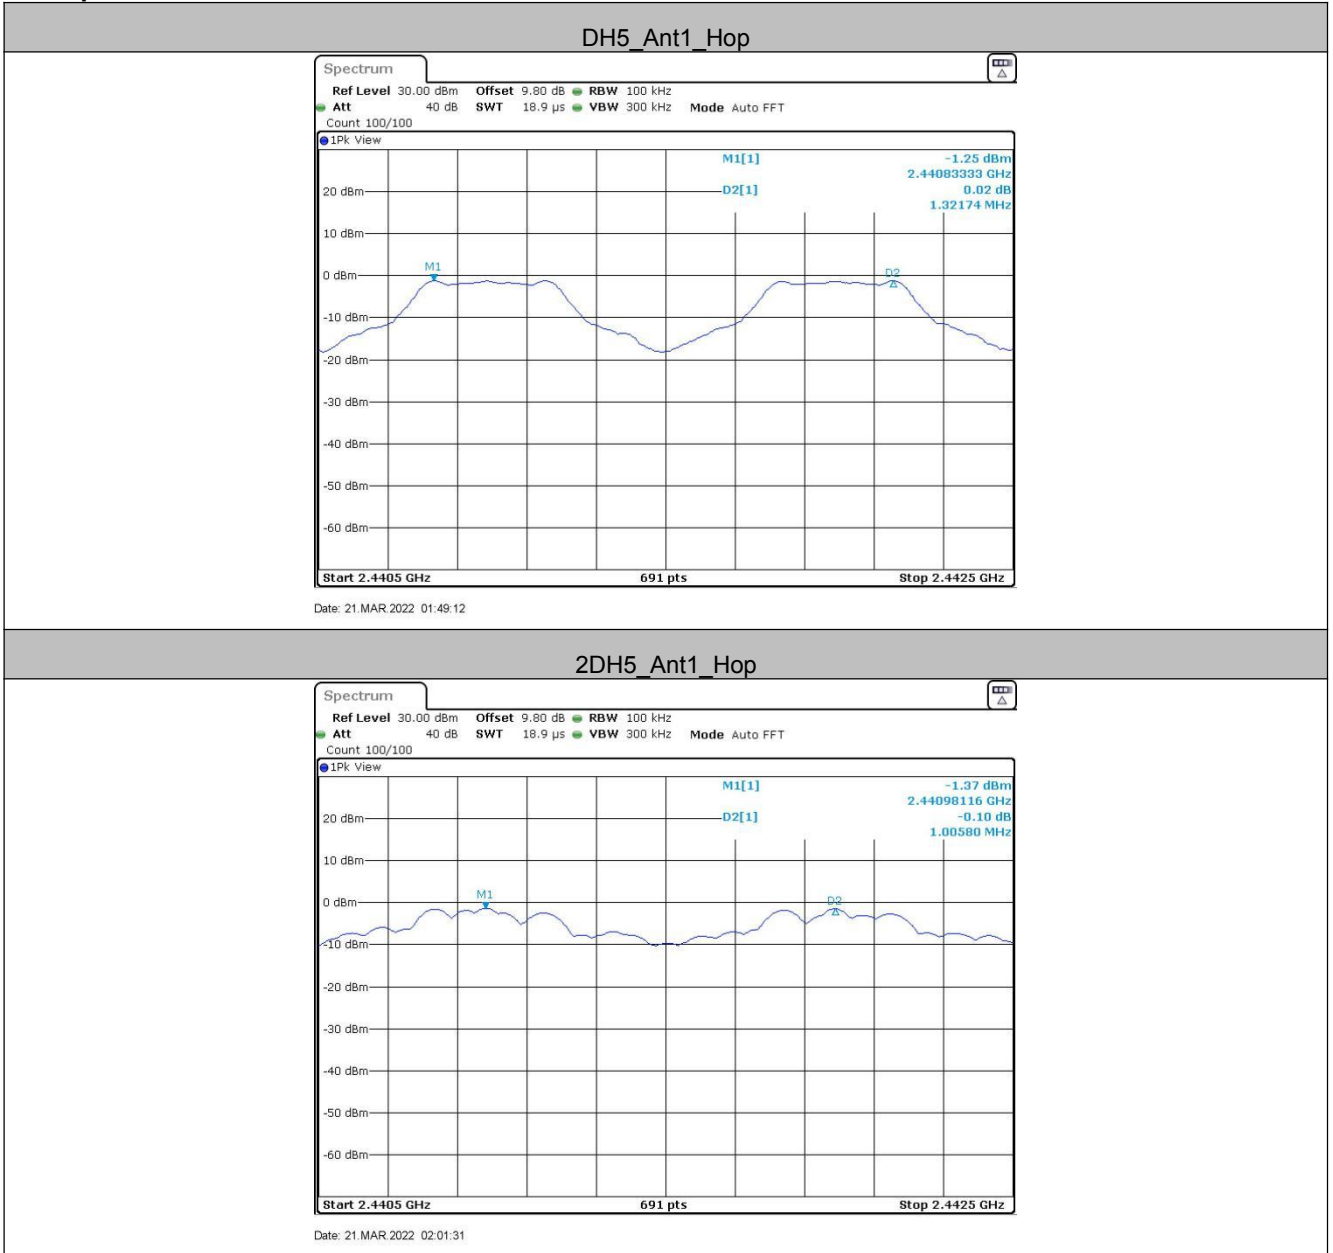 DH5_Ant1_Hop
Spectrum
Ref Level 30.00 dBm Offset 9.80 dB RBW 100 kHz
Att 40 dB SWT 18.9 µs VBW 300 kHz Mode Auto FFT
Count 100/100
1Pk View
M1[1] -1.25 dBm
2.44083333 GHz
20 dBm D2[1] 0.02 dB
1.32174 MHz
10 dBm
M1
0 dBm D2
-10 dBm
-20 dBm
-30 dBm
-40 dBm
-50 dBm
-60 dBm
Start 2.4405 GHz 691 pts Stop 2.4425 GHz
Date: 21.MAR.2022 01:49:12
2DH5_Ant1_Hop
Spectrum
Ref Level 30.00 dBm Offset 9.80 dB RBW 100 kHz
Att 40 dB SWT 18.9 µs VBW 300 kHz Mode Auto FFT
Count 100/100
1Pk View
M1[1] -1.37 dBm
2.44098116 GHz
20 dBm D2[1] -0.10 dB
1.00580 MHz
10 dBm
M1
0 dBm D2
-10 dBm
-20 dBm
-30 dBm
-40 dBm
-50 dBm
-60 dBm
Start 2.4405 GHz 691 pts Stop 2.4425 GHz
Date: 21.MAR.2022 02:01:31